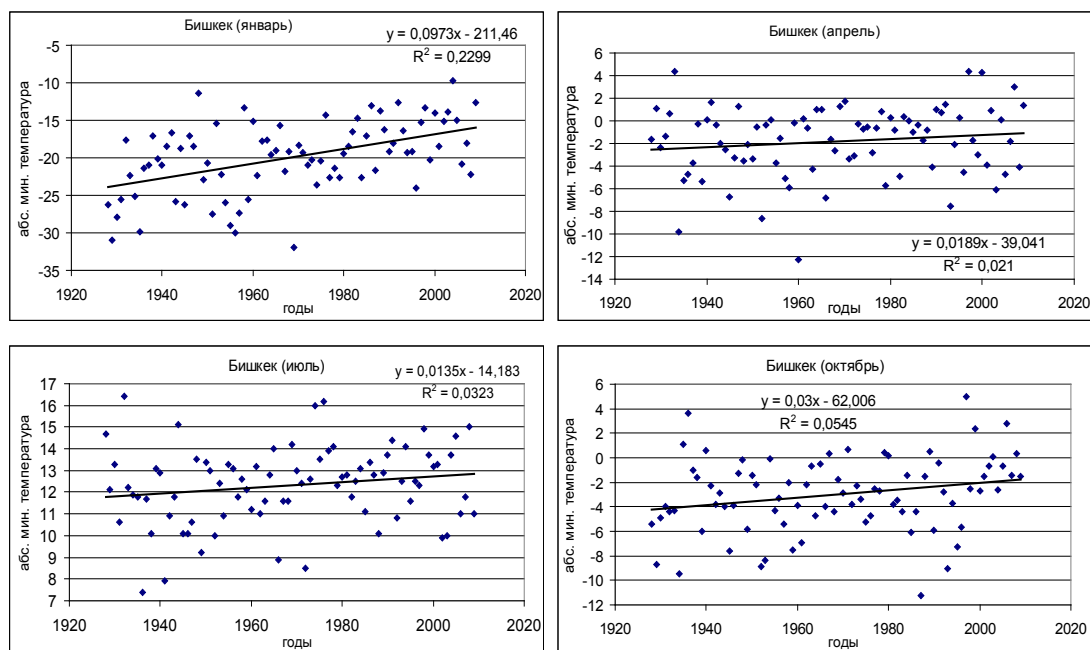 Бишкек (январь)
y = 0,0973x - 211,46
R² = 0,2299
абс. мин. температура
-5
-10
-15
-20
-25
-30
-35
1920 1940 1960 1980 2000 2020
годы
Бишкек (апрель)
абс. мин. температура
6
4
2
0
-2
-4
-6
-8
-10
-12
-14
y = 0,0189x - 39,041
R² = 0,021
1920 1940 1960 1980 2000 2020
годы
Бишкек (июль)
y = 0,0135x - 14,183
R² = 0,0323
абс. мин. температура
17
16
15
14
13
12
11
10
9
8
7
1920 1940 1960 1980 2000 2020
годы
Бишкек (октябрь)
y = 0,03x - 62,006
R² = 0,0545
абс. мин. температура
6
4
2
0
-2
-4
-6
-8
-10
-12
1920 1940 1960 1980 2000 2020
годы